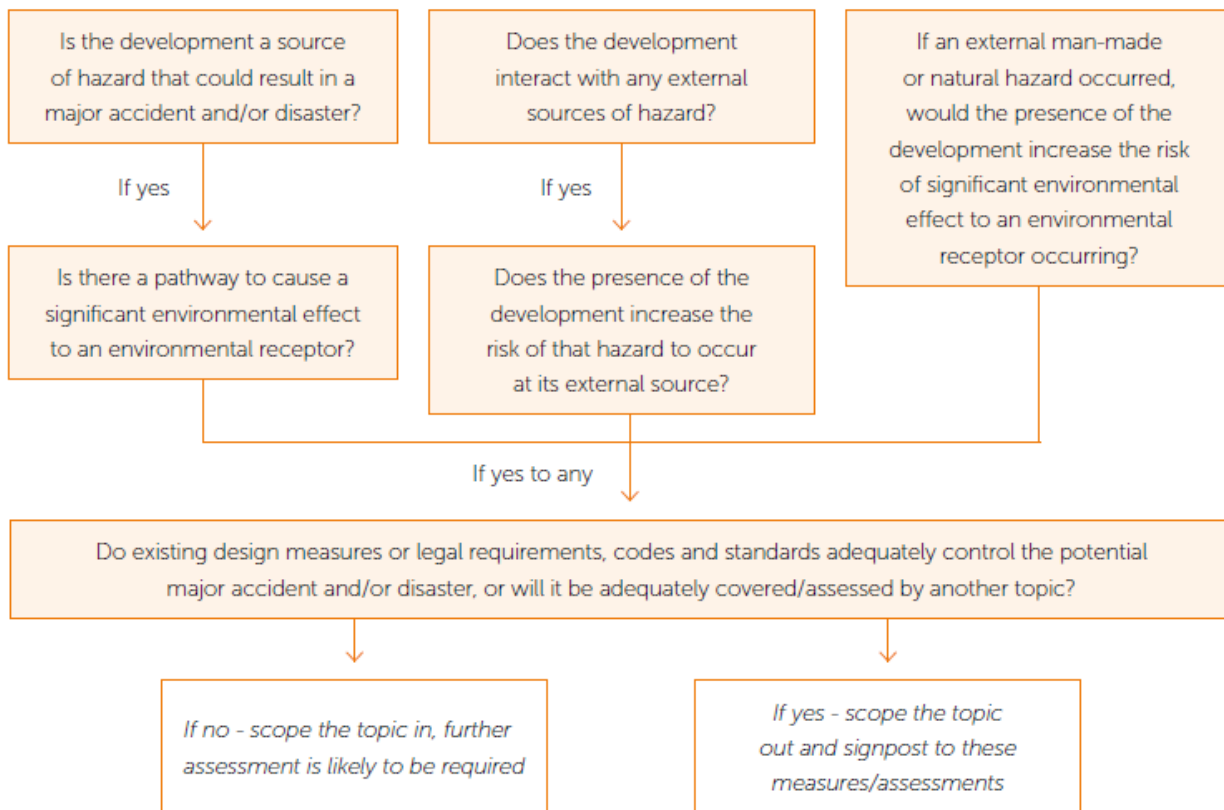 Is the development a source
of hazard that could result in a
major accident and/or disaster?
Does the development
interact with any external
sources of hazard?
If an external man-made
or natural hazard occurred,
would the presence of the
development increase the risk
of significant environmental
effect to an environmental
receptor occurring?
If yes
If yes
Is there a pathway to cause a
significant environmental effect
to an environmental receptor?
Does the presence of the
development increase the
risk of that hazard to occur
at its external source?
If yes to any
Do existing design measures or legal requirements, codes and standards adequately control the potential
major accident and/or disaster, or will it be adequately covered/assessed by another topic?
If no - scope the topic in, further
assessment is likely to be required
If yes - scope the topic
out and signpost to these
measures/assessments